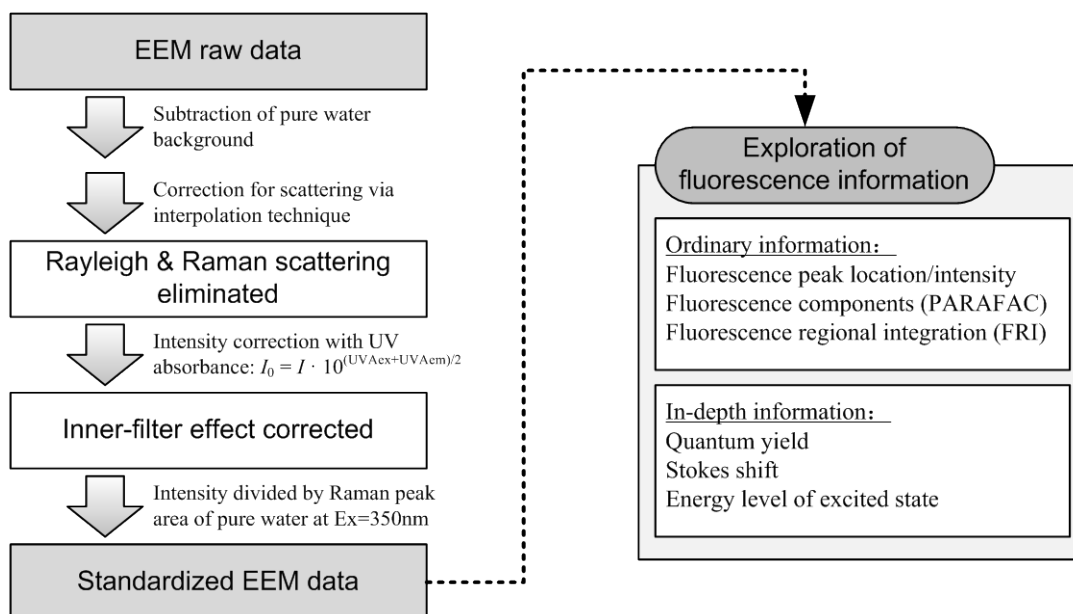 EEM raw data
Subtraction of pure water
background
Correction for scattering via
interpolation technique
Rayleigh & Raman scattering
eliminated
Intensity correction with UV
absorbance: I₀ = I · 10^(UVAex+UVAem)/2
Inner-filter effect corrected
Intensity divided by Raman peak
area of pure water at Ex=350nm
Standardized EEM data
Exploration of
fluorescence information
Ordinary information：
Fluorescence peak location/intensity
Fluorescence components (PARAFAC)
Fluorescence regional integration (FRI)
In-depth information：
Quantum yield
Stokes shift
Energy level of excited state